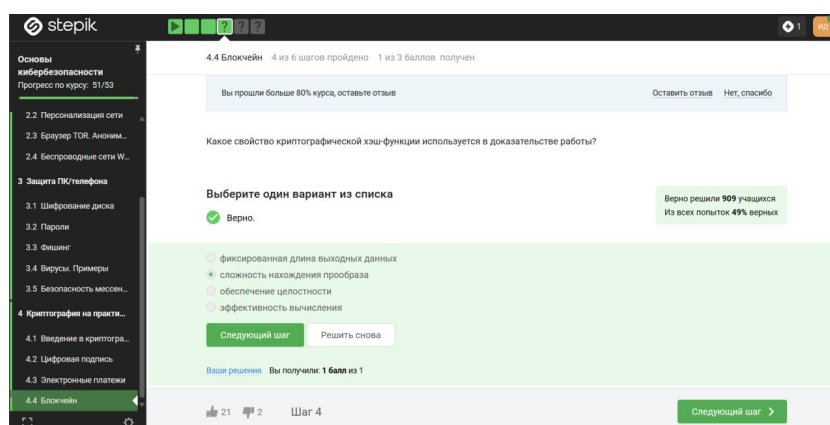 stepik
?
?
?
1
ИД
Основы
кибербезопасности
Прогресс по курсу: 51/53
2.2 Персонализация сети
2.3 Браузер TOR. Аноним...
2.4 Беспроводные сети W...
3 Защита ПК/телефона
3.1 Шифрование диска
3.2 Пароли
3.3 Фишинг
3.4 Вирусы. Примеры
3.5 Безопасность мессен...
4 Криптография на практи...
4.1 Введение в криптогра...
4.2 Цифровая подпись
4.3 Электронные платежи
4.4 Блокчейн
4.4 Блокчейн 4 из 6 шагов пройдено 1 из 3 баллов получен
Вы прошли больше 80% курса, оставьте отзыв Оставить отзыв Нет, спасибо
Какое свойство криптографической хэш-функции используется в доказательстве работы?
Выберите один вариант из списка
Верно.
Верно решили 909 учащихся
Из всех попыток 49% верных
фиксированная длина выходных данных
сложность нахождения прообраза
обеспечение целостности
эффективность вычисления
Следующий шаг Решить снова
Ваши решения Вы получили: 1 балл из 1
21 2 Шаг 4 Следующий шаг